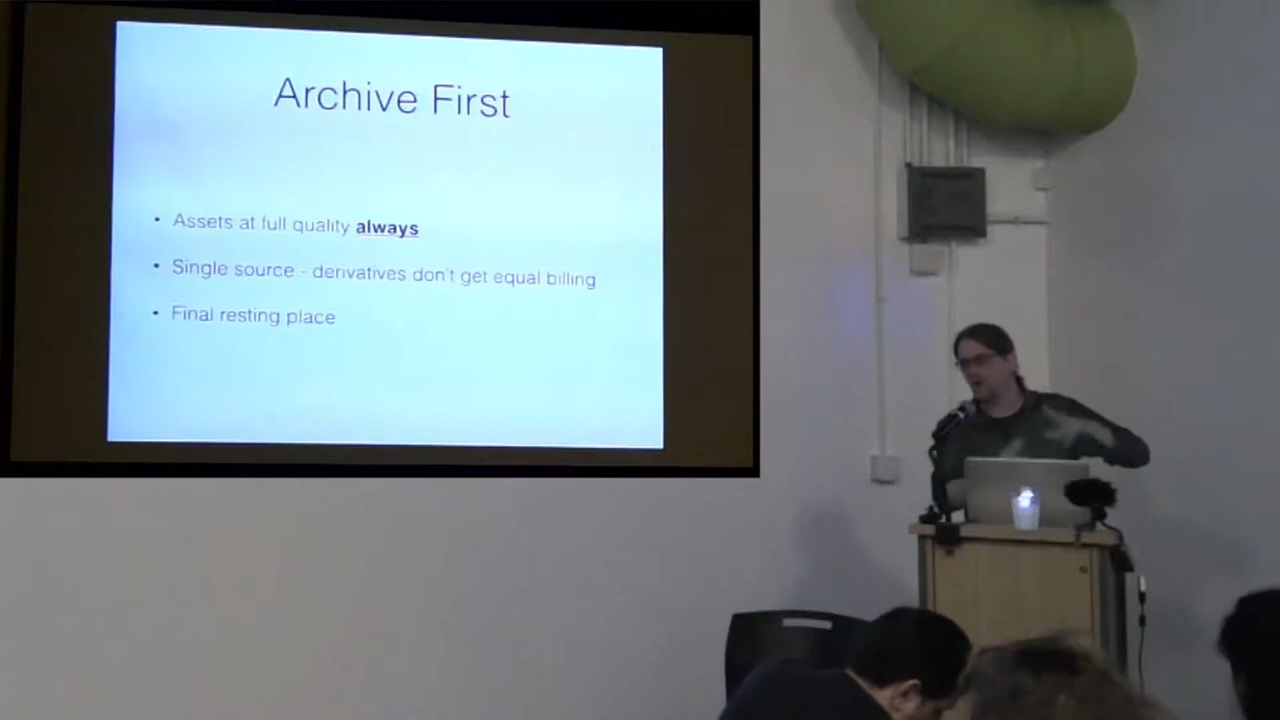 Archive First
• Assets at full quality always
• Single source - derivatives don't get equal billing
• Final resting place